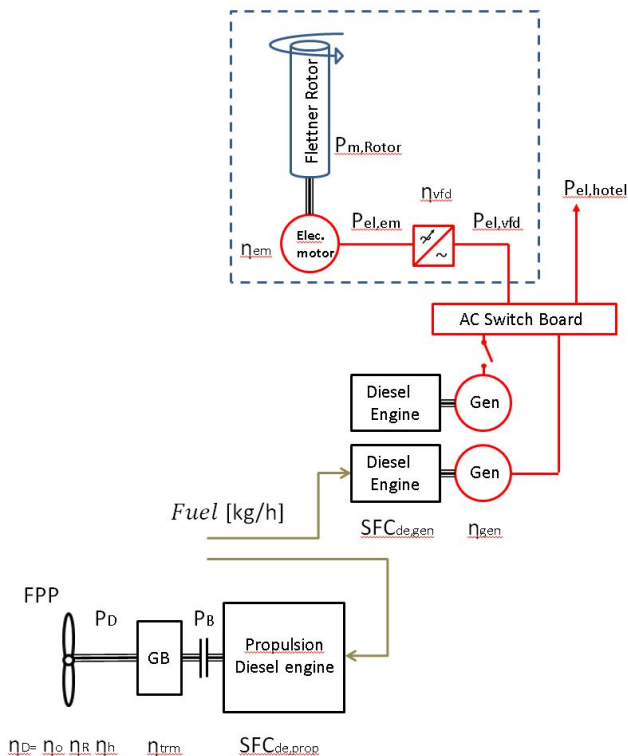 Flettner Rotor
Pm,Rotor
ηvfd
Pel,hotel
Pel,em
Pel,vfd
ηem
Elec.
motor
AC Switch Board
Diesel
Engine
Gen
Diesel
Engine
Gen
Fuel [kg/h]
SFCde,gen
ηgen
FPP
PD
PB
GB
Propulsion
Diesel engine
ηD= ηo ηR ηh
ηtrm
SFCde,prop